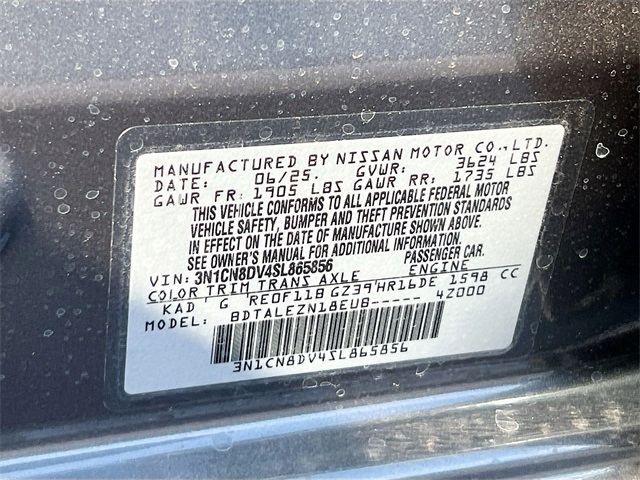 MANUFACTURED BY NISSAN MOTOR CO.,LTD.
DATE: 06/25. GVWR: 3624 LBS
GAWR FR: 1905 LBS GAWR RR: 1735 LBS
THIS VEHICLE CONFORMS TO ALL APPLICABLE FEDERAL MOTOR
VEHICLE SAFETY, BUMPER AND THEFT PREVENTION STANDARDS
IN EFFECT ON THE DATE OF MANUFACTURE SHOWN ABOVE.
SEE OWNER'S MANUAL FOR ADDITIONAL INFORMATION.
VIN: 3N1CN8DV4SL865856 PASSENGER CAR.
COLOR TRIM TRANS AXLE ENGINE
KAD G RE0F11B GZ394HR16DE 1598 CC
MODEL: BDTALEZN18EUB----- 42000
3N1CN8DV4SL865856